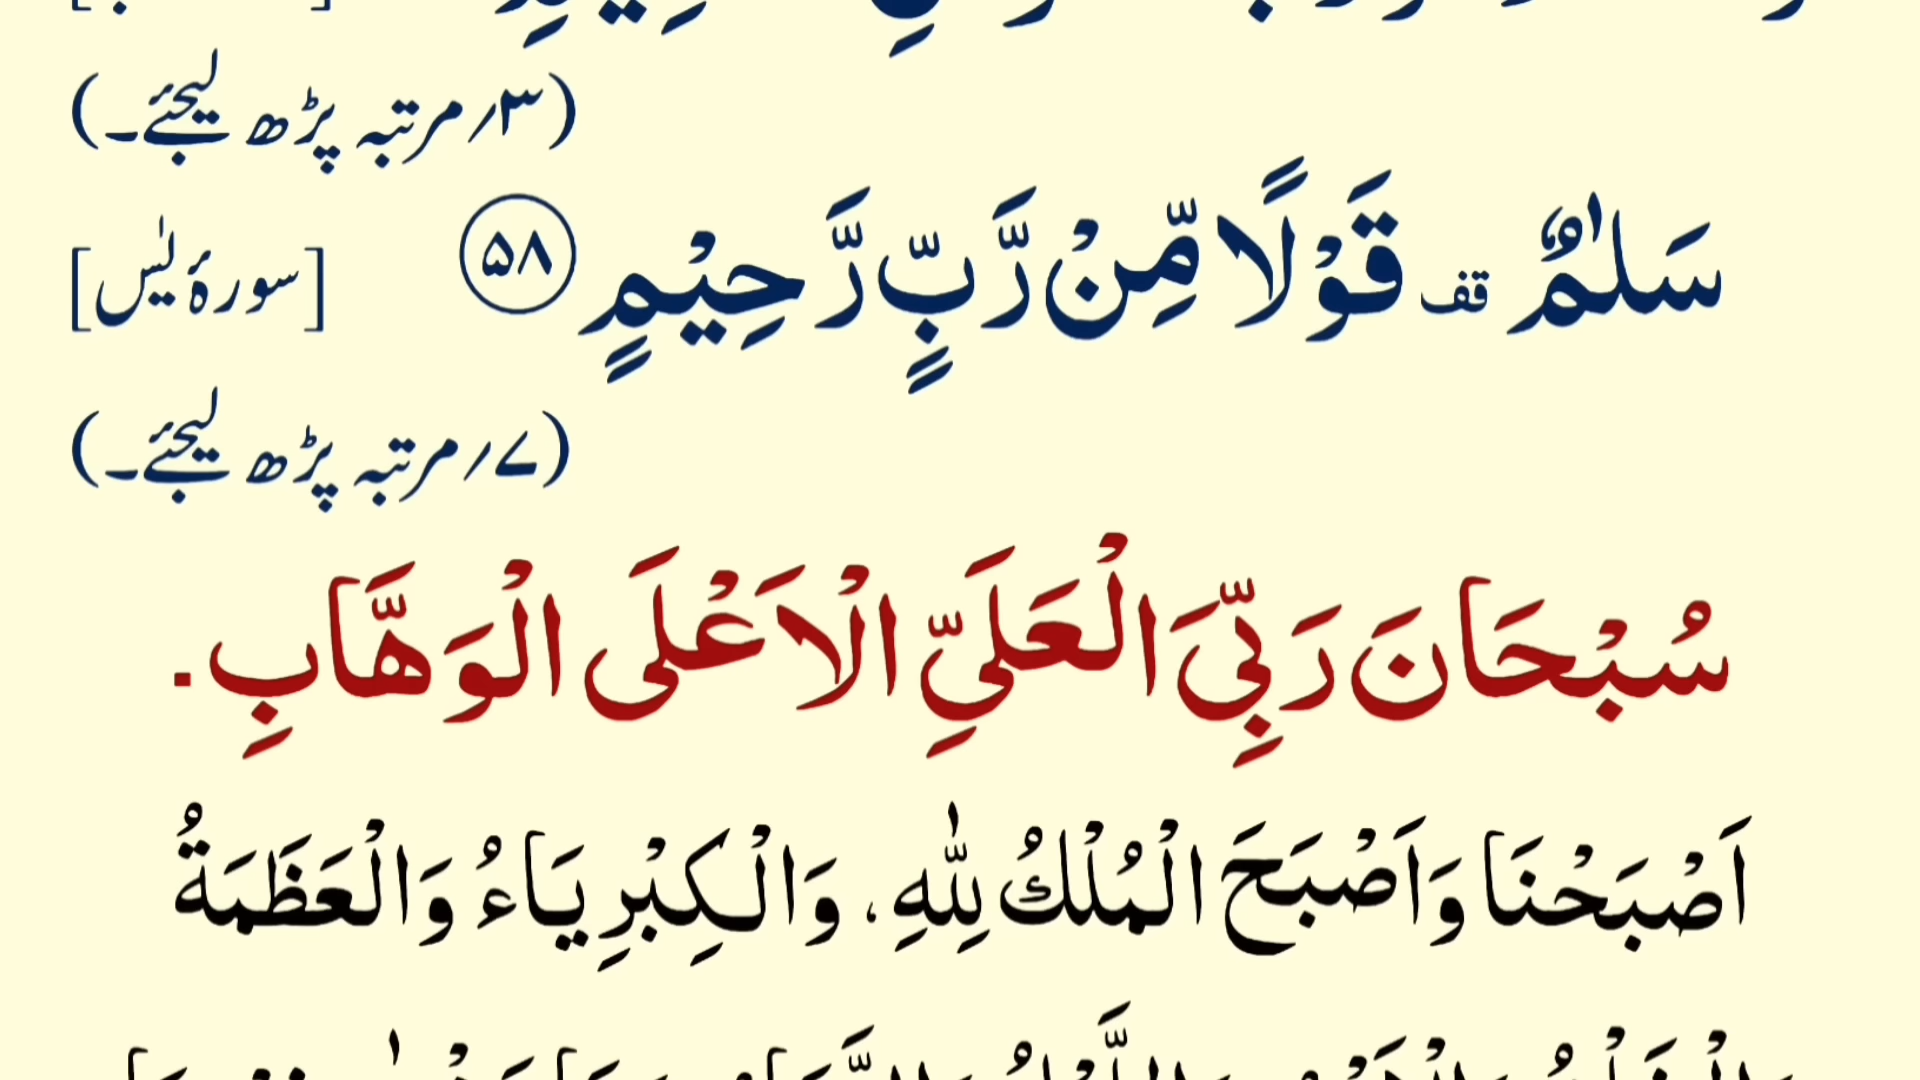 (۳؍مرتبہ پڑھ لیجئے۔)
سَلٰمٌ قف قَوْلًا مِّنْ رَّبٍّ رَّحِيْمٍ ۵۸ [سورۂ یٰس]
(۷؍مرتبہ پڑھ لیجئے۔)
سُبْحَانَ رَبِّيَ الْعَلَيِّ الْاَعْلَى الْوَهَّابِ.
اَصْبَحْنَا وَاَصْبَحَ الْمُلْكُ لِلّٰهِ، وَالْكِبْرِيَاءُ وَالْعَظَمَةُ